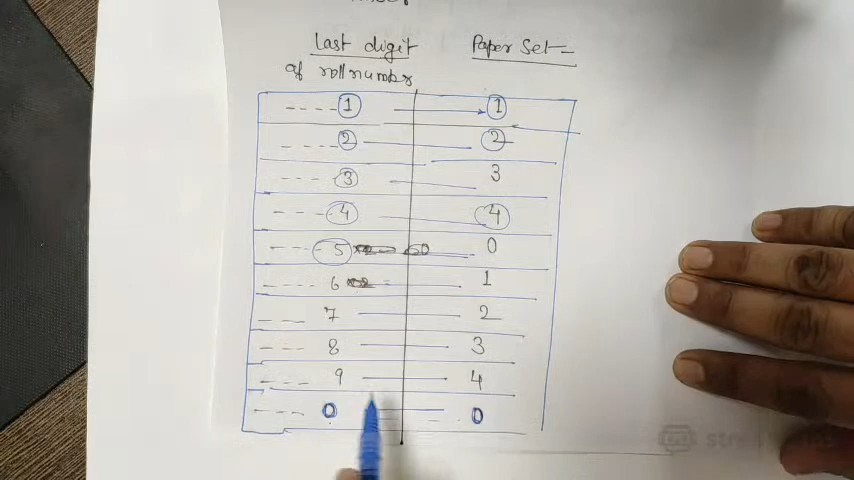 Last digit Paper Set
of roll number
---- 1 1
---- 2 2
---- 3 3
---- 4 4
---- 5 0
---- 6 1
--- 7 2
--- 8 3
--- 9 4
--- 0 0